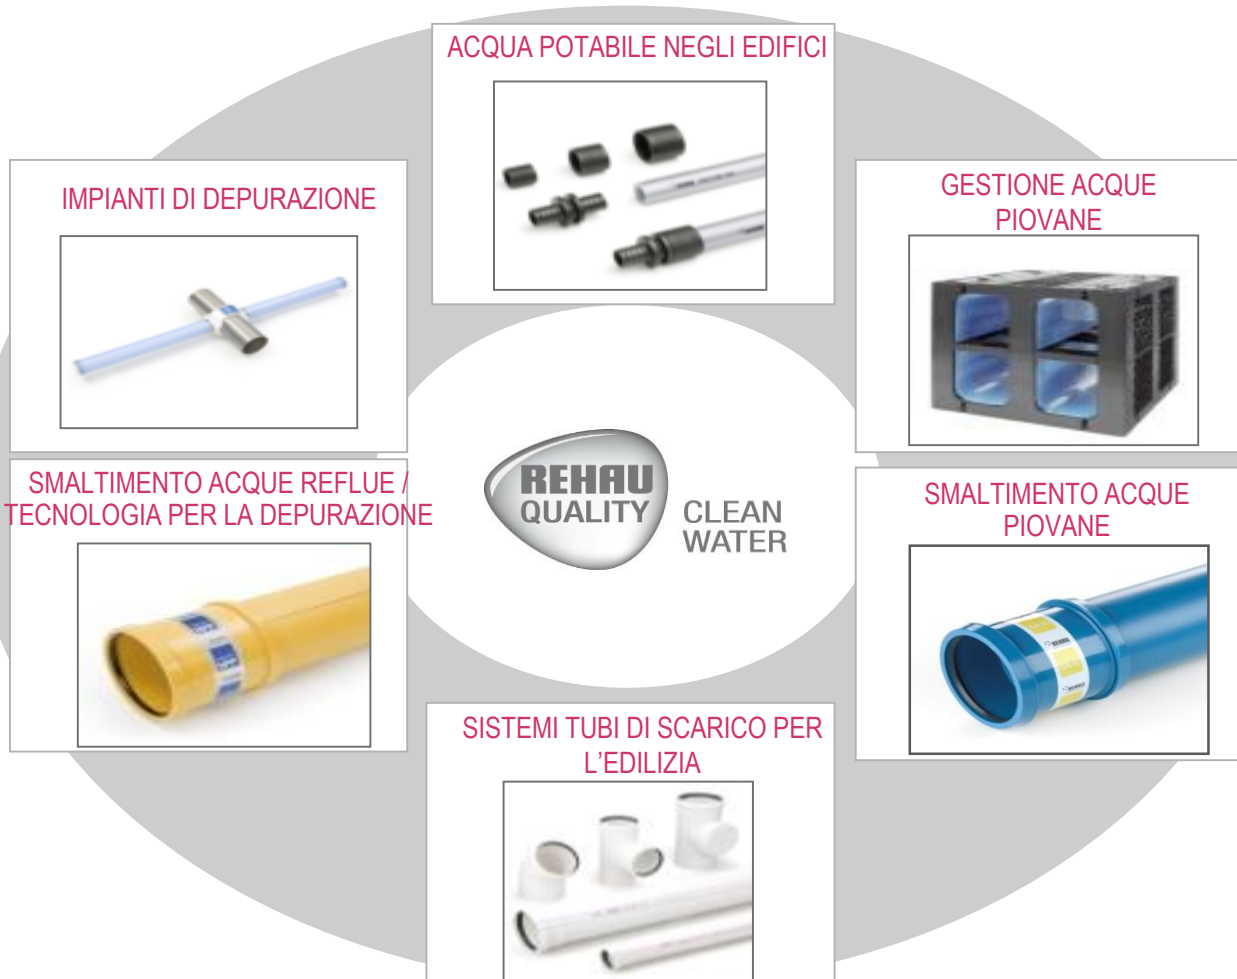 ACQUA POTABILE NEGLI EDIFICI
IMPIANTI DI DEPURAZIONE
GESTIONE ACQUE
PIOVANE
REHAU
QUALITY
CLEAN
WATER
SMALTIMENTO ACQUE REFLUE /
TECNOLOGIA PER LA DEPURAZIONE
SMALTIMENTO ACQUE
PIOVANE
REHAU
SISTEMI TUBI DI SCARICO PER
L’EDILIZIA